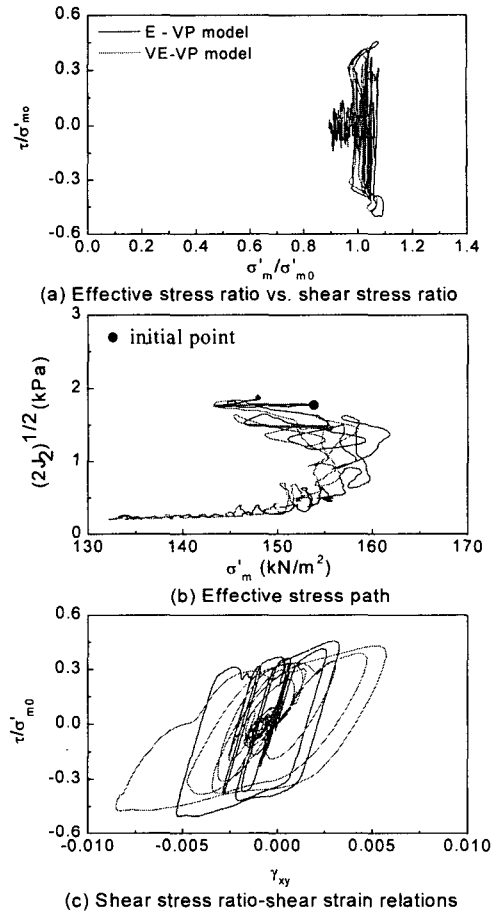 E - VP model
VE-VP model
0.6
0.3
0.0
-0.3
-0.6
τ/σ'mo
0.0 0.2 0.4 0.6 0.8 1.0 1.2 1.4
σ'm/σ'm0
(a) Effective stress ratio vs. shear stress ratio
initial point
3
2
1
0
(2J2)1/2 (kPa)
130 140 150 160 170
σ'm (kN/m2)
(b) Effective stress path
0.6
0.3
0.0
-0.3
-0.6
τ/σ'm0
-0.010 -0.005 0.000 0.005 0.010
γxy
(c) Shear stress ratio-shear strain relations